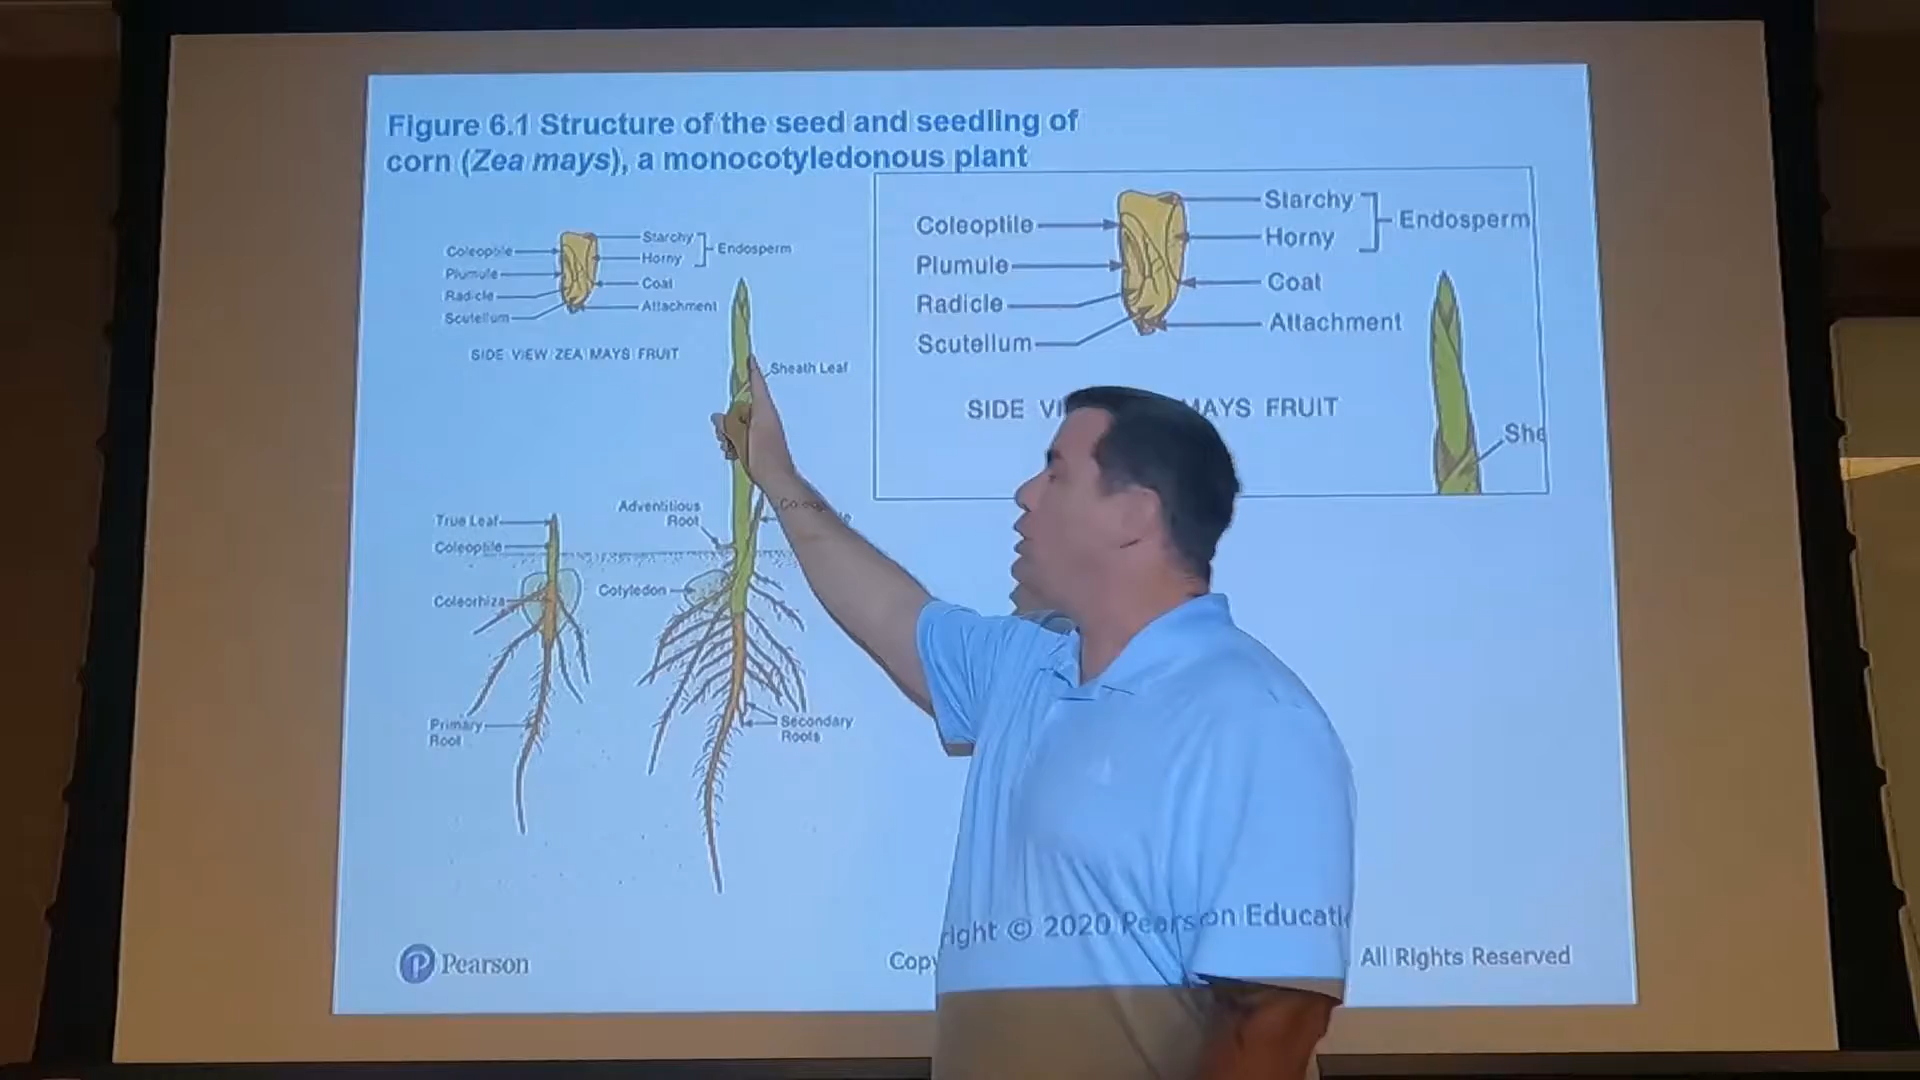 Figure 6.1 Structure of the seed and seedling of
corn (Zea mays), a monocotyledonous plant
Coleoptile
Plumule
Radicle
Scutellum
Starchy
Horny
Endosperm
Coat
Attachment
SIDE VIEW ZEA MAYS FRUIT
Sheath Leaf
Coleoptile
Plumule
Radicle
Scutellum
Starchy
Horny
Endosperm
Coat
Attachment
SIDE VI MAYS FRUIT
She
True Leaf
Coleoptile
Coleorhiza
Primary
Root
Adventitious
Root
Cotyledon
Secondary
Roots
Pearson
Copyright © 2020 Pearson Educati All Rights Reserved